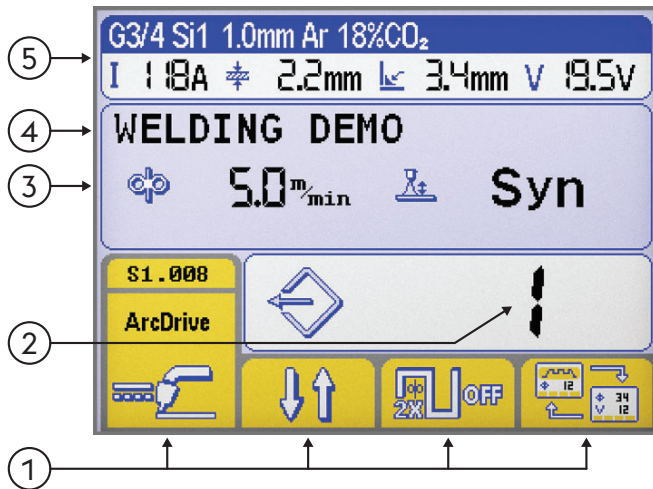 G3/4 Si1 1.0mm Ar 18%CO₂
5
I 118A 2.2mm 3.4mm V 19.5V
4
WELDING DEMO
3
5.0 m/min Syn
S1.008
ArcDrive
1
2
2X OFF
12
34
V 12
1